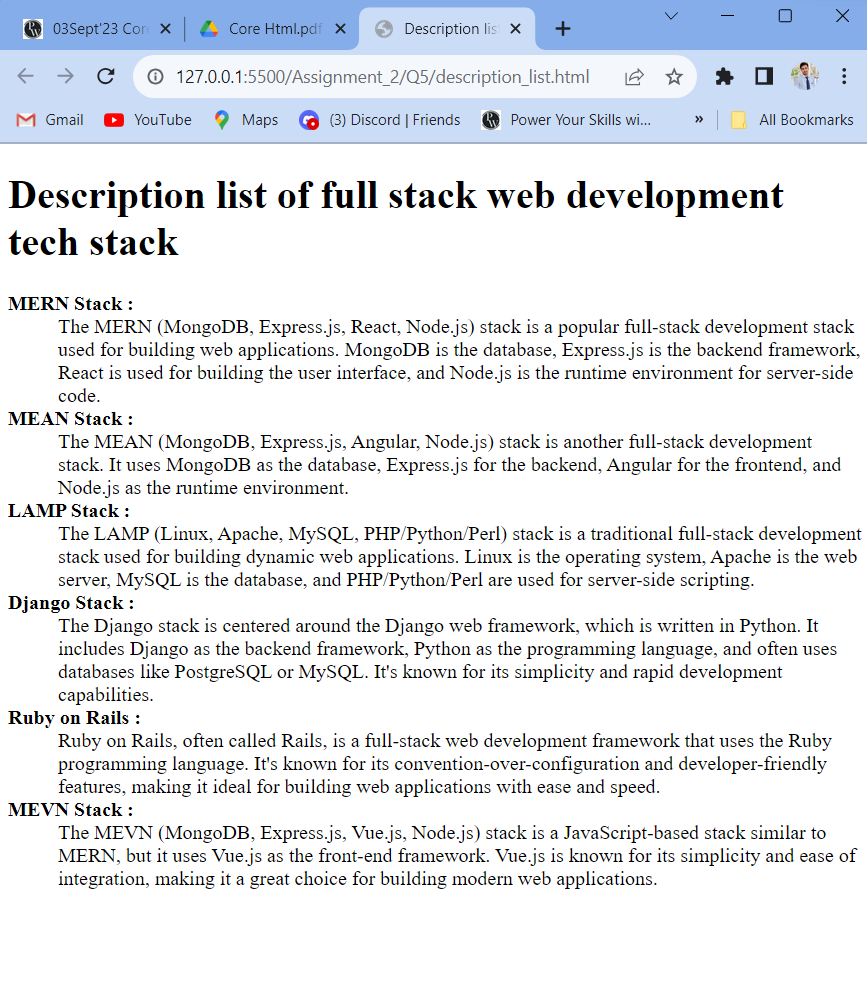 03Sept'23 Cor
Core Html.pdf
Description lis
127.0.0.1:5500/Assignment_2/Q5/description_list.html
Gmail YouTube Maps (3) Discord | Friends Power Your Skills wi... » All Bookmarks
Description list of full stack web development
tech stack
MERN Stack :
The MERN (MongoDB, Express.js, React, Node.js) stack is a popular full-stack development stack
used for building web applications. MongoDB is the database, Express.js is the backend framework,
React is used for building the user interface, and Node.js is the runtime environment for server-side
code.
MEAN Stack :
The MEAN (MongoDB, Express.js, Angular, Node.js) stack is another full-stack development
stack. It uses MongoDB as the database, Express.js for the backend, Angular for the frontend, and
Node.js as the runtime environment.
LAMP Stack :
The LAMP (Linux, Apache, MySQL, PHP/Python/Perl) stack is a traditional full-stack development
stack used for building dynamic web applications. Linux is the operating system, Apache is the web
server, MySQL is the database, and PHP/Python/Perl are used for server-side scripting.
Django Stack :
The Django stack is centered around the Django web framework, which is written in Python. It
includes Django as the backend framework, Python as the programming language, and often uses
databases like PostgreSQL or MySQL. It's known for its simplicity and rapid development
capabilities.
Ruby on Rails :
Ruby on Rails, often called Rails, is a full-stack web development framework that uses the Ruby
programming language. It's known for its convention-over-configuration and developer-friendly
features, making it ideal for building web applications with ease and speed.
MEVN Stack :
The MEVN (MongoDB, Express.js, Vue.js, Node.js) stack is a JavaScript-based stack similar to
MERN, but it uses Vue.js as the front-end framework. Vue.js is known for its simplicity and ease of
integration, making it a great choice for building modern web applications.